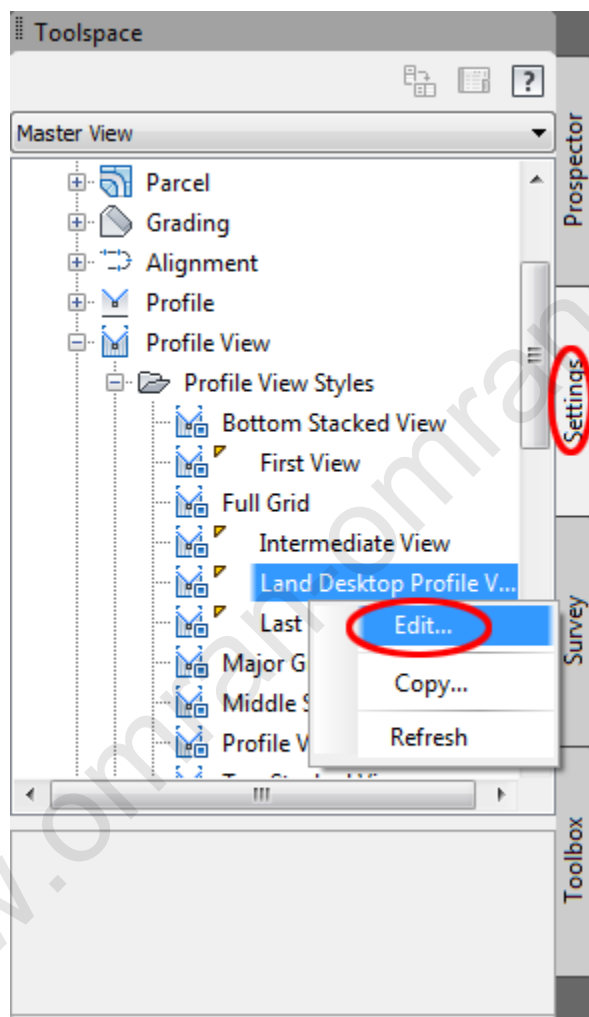 Toolspace
?
Master View
Parcel
Grading
Alignment
Profile
Profile View
Profile View Styles
Bottom Stacked View
First View
Full Grid
Intermediate View
Land Desktop Profile V...
Last
Major G
Middle
Profile V
Edit...
Copy...
Refresh
Prospector
Settings
Survey
Toolbox